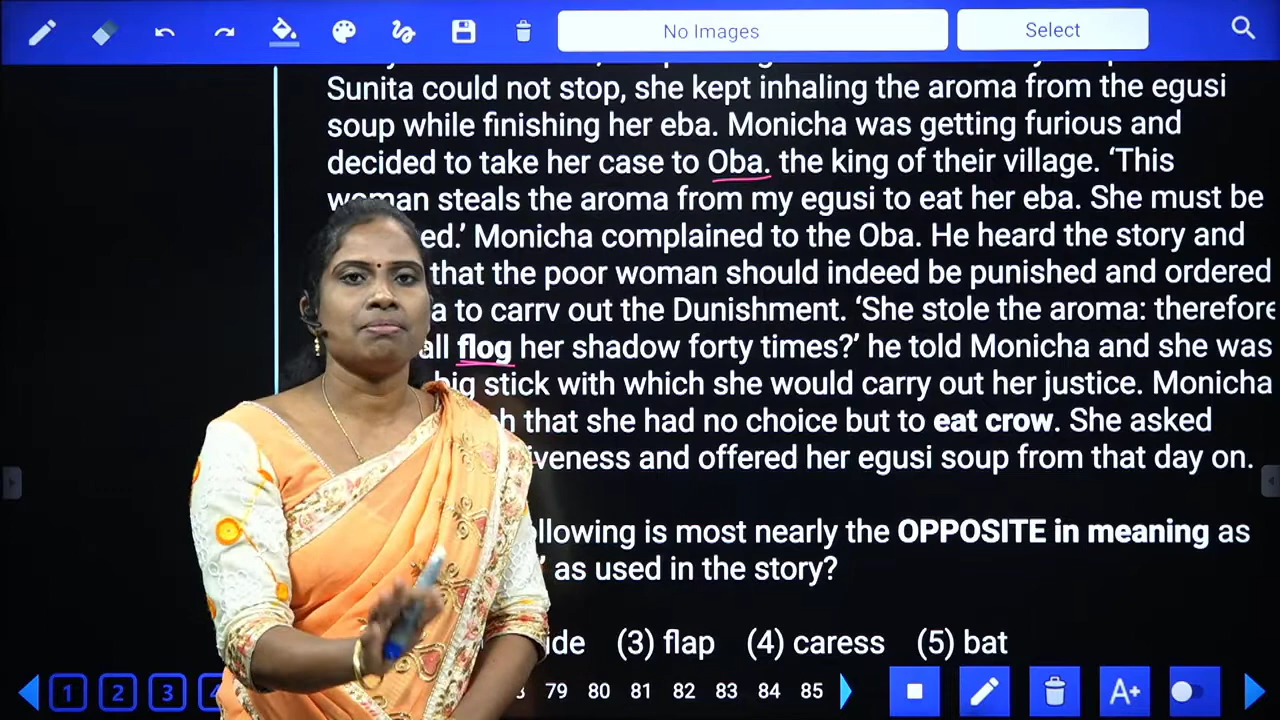 No Images
Select
Sunita could not stop, she kept inhaling the aroma from the egusi
soup while finishing her eba. Monicha was getting furious and
decided to take her case to Oba. the king of their village. ‘This
woman steals the aroma from my egusi to eat her eba. She must be
ed.’ Monicha complained to the Oba. He heard the story and
that the poor woman should indeed be punished and ordered
a to carrv out the Dunishment. ‘She stole the aroma: therefore
all flog her shadow forty times?’ he told Monicha and she was
big stick with which she would carry out her justice. Monicha
h that she had no choice but to eat crow. She asked
iveness and offered her egusi soup from that day on.
ollowing is most nearly the OPPOSITE in meaning as
’ as used in the story?
ide (3) flap (4) caress (5) bat
1 2 3 4 79 80 81 82 83 84 85 A+